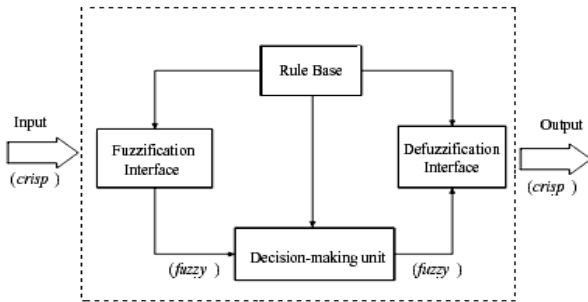 Rule Base
Input
(crisp )
Fuzzification
Interface
Defuzzification
Interface
Output
(crisp )
(fuzzy )
Decision-making unit
(fuzzy )